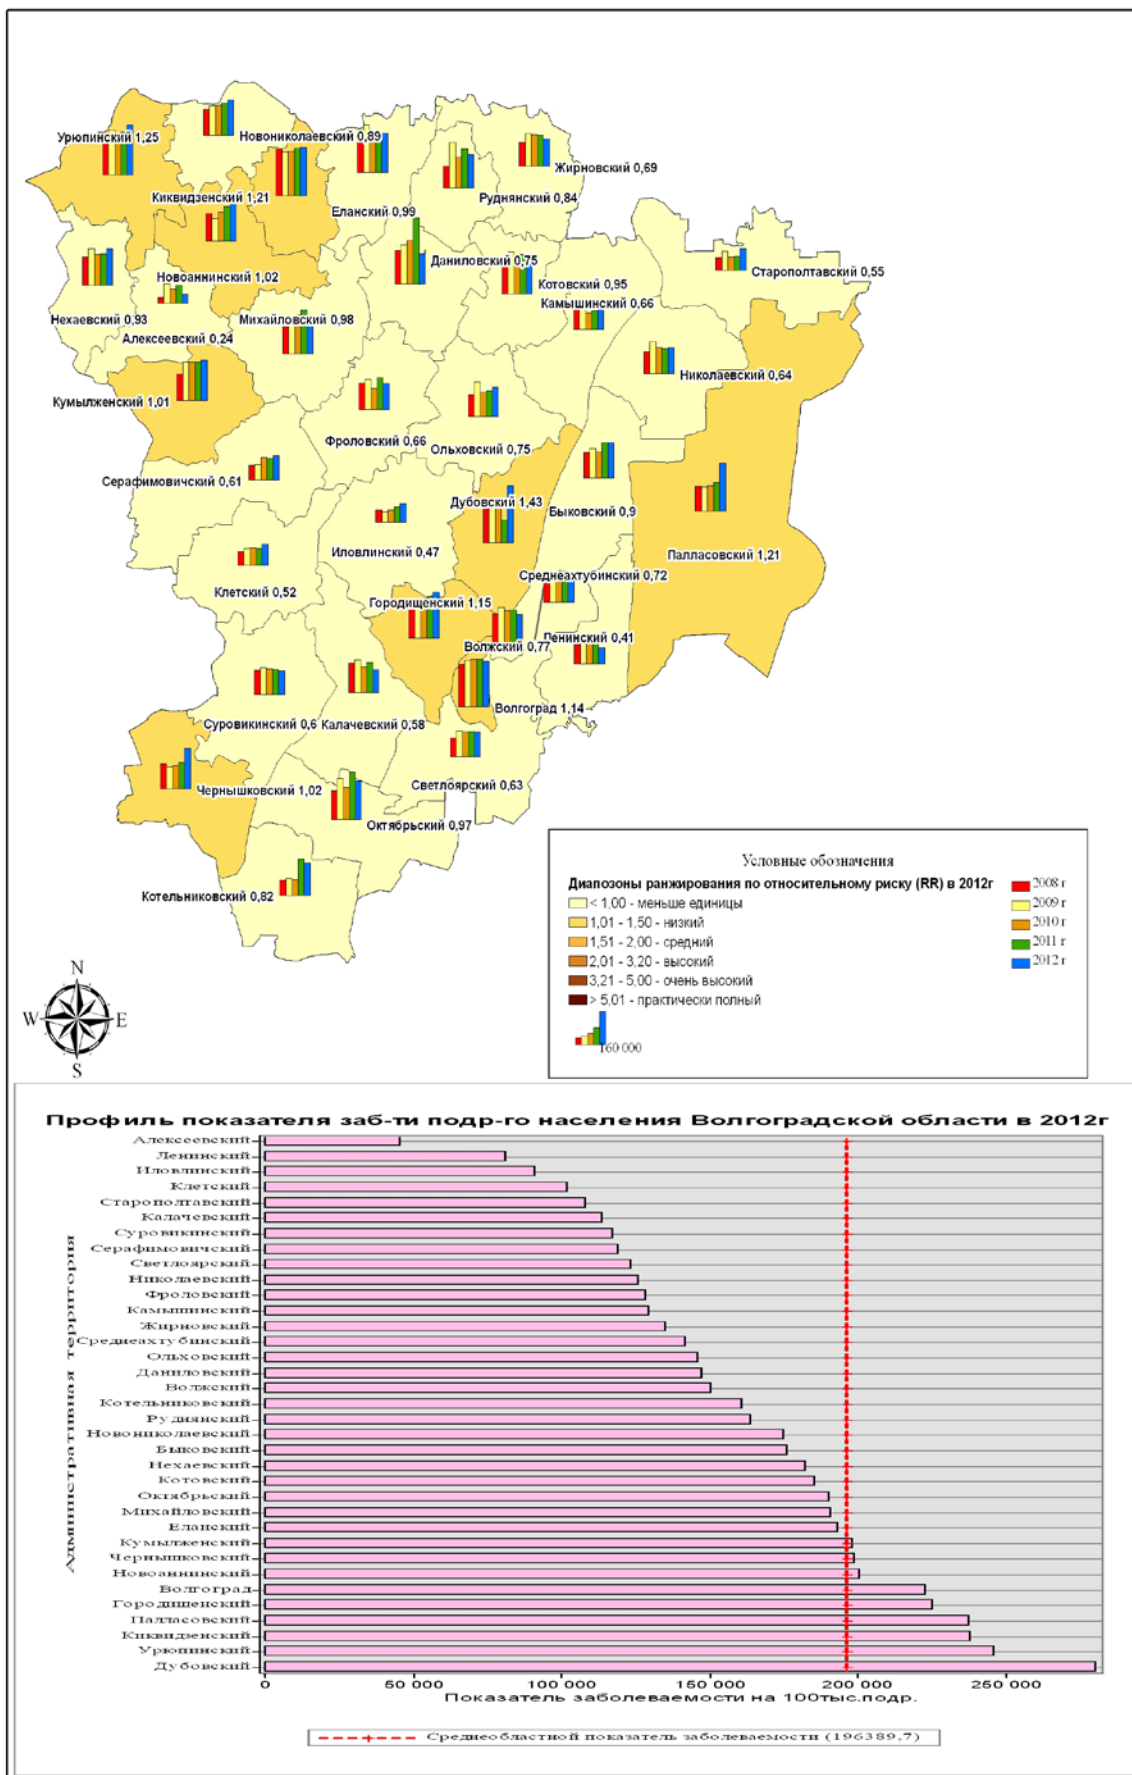 Урюпинский 1,25
Новониколаевский 0,89
Жирновский 0,69
Руднянский 0,84
Киквидзенский 1,21
Еланский 0,99
Даниловский 0,75
Старополтавский 0,55
Новоаннинский 1,02
Котовский 0,95
Камышинский 0,66
Нехаевский 0,93
Михайловский 0,98
Алексеевский 0,24
Николаевский 0,64
Кумылженский 1,01
Фроловский 0,66
Ольховский 0,75
Серафимовичский 0,61
Дубовский 1,43
Быковский 0,9
Иловлинский 0,47
Палласовский 1,21
Среднеахтубинский 0,72
Клетский 0,52
Городищенский 1,15
Ленинский 0,41
Волжский 0,77
Волгоград 1,14
Суровикинский 0,6
Калачевский 0,58
Светлоярский 0,63
Чернышковский 1,02
Октябрьский 0,97
Котельниковский 0,82
Условные обозначения
Диапозоны ранжирования по относительному риску (RR) в 2012г
< 1,00 - меньше единицы
1,01 - 1,50 - низкий
1,51 - 2,00 - средний
2,01 - 3,20 - высокий
3,21 - 5,00 - очень высокий
> 5,01 - практически полный
2008 г
2009 г
2010 г
2011 г
2012 г
160 000
N
W E
S
Профиль показателя заб-ти подр-го населения Волгоградской области в 2012г
Административная территория
Алексеевский
Ленинский
Иловлинский
Клетский
Старополтавский
Калачевский
Суровикинский
Серафимовичский
Светлоярский
Николаевский
Фроловский
Камышинский
Жирновский
Среднеахтубинский
Ольховский
Даниловский
Волжский
Котельниковский
Руднянский
Новониколаевский
Быковский
Нехаевский
Котовский
Октябрьский
Михайловский
Еланский
Кумылженский
Чернышковский
Новоаннинский
Волгоград
Городищенский
Палласовский
Киквидзенский
Урюпинский
Дубовский
0 50 000 100 000 150 000 200 000 250 000
Показатель заболеваемости на 100тыс.подр.
Среднеобластной показатель заболеваемости (196389,7)